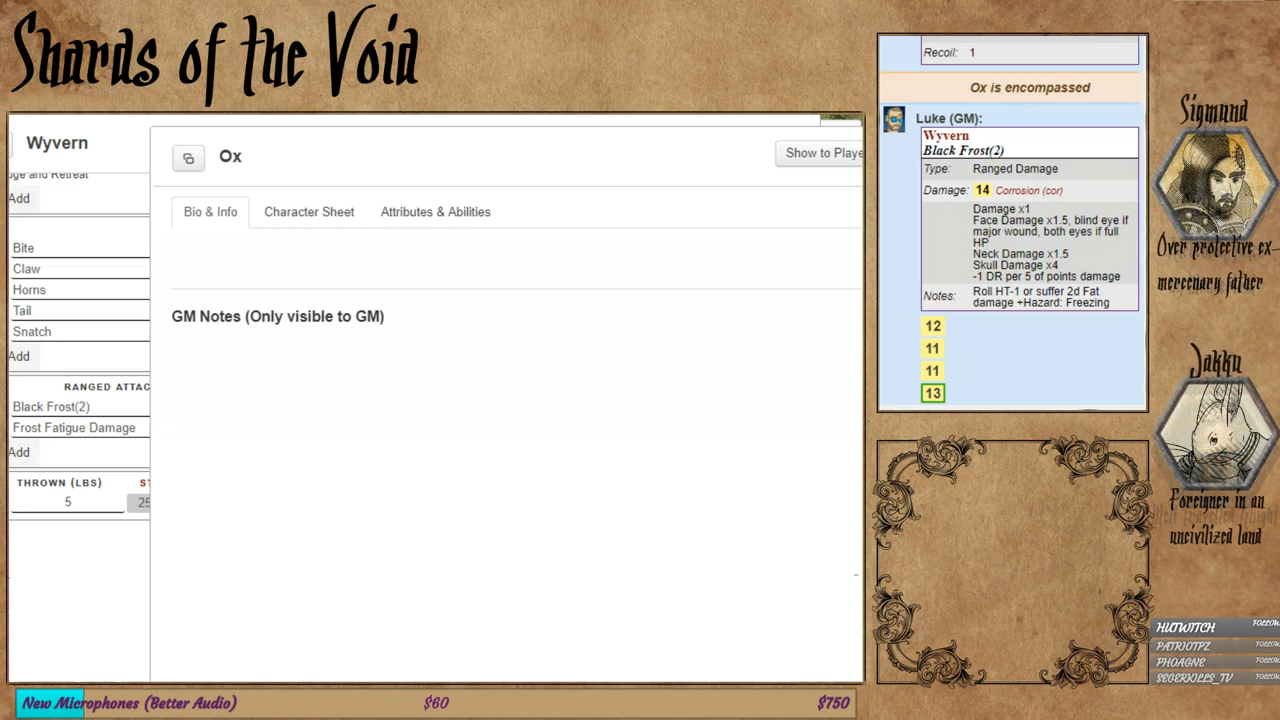 Shards of the Void
Wyvern
Add
Bite
Claw
Horns
Tail
Snatch
Add
RANGED ATTAC
Black Frost(2)
Frost Fatigue Damage
Add
THROWN (LBS)
5
Ox
Show to Playe
Bio & Info
Character Sheet
Attributes & Abilities
GM Notes (Only visible to GM)
Recoil: 1
Ox is encompassed
Luke (GM):
Wyvern
Black Frost(2)
Type: Ranged Damage
Damage: 14 Corrosion (cor)
Damage x1
Face Damage x1.5, blind eye if
major wound, both eyes if full
HP
Neck Damage x1.5
Skull Damage x4
-1 DR per 5 of points damage
Notes: Roll HT-1 or suffer 2d Fat
damage +Hazard: Freezing
12
11
11
13
Sigmund
Over protective ex-
mercenary father
Jakku
Foreigner in an
uncivilized land
HUTWITCH FOLLOW
PATRIOTPZ FOLLOW
PHOAGNE FOLLOW
SEGERKILLS_TV FOLLOW
New Microphones (Better Audio) $60 $750